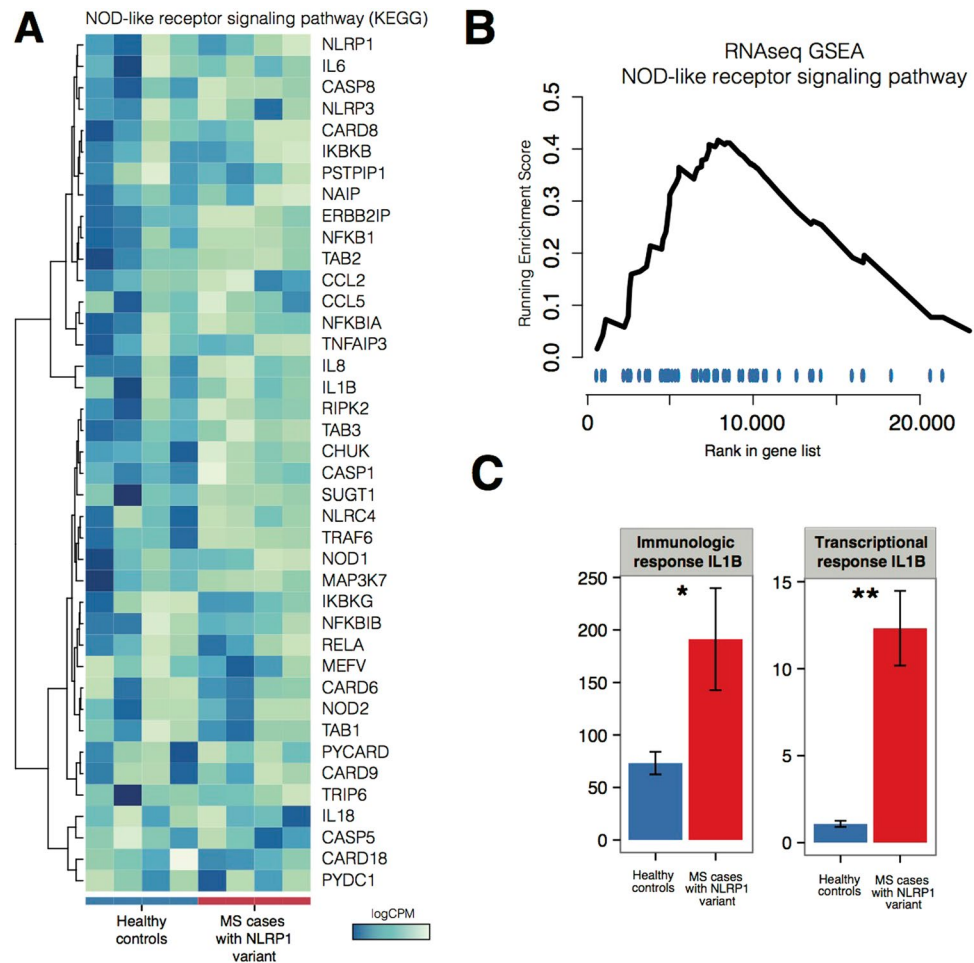 A
NOD-like receptor signaling pathway (KEGG)
NLRP1
IL6
CASP8
NLRP3
CARD8
IKBKB
PSTPIP1
NAIP
ERBB2IP
NFKB1
TAB2
CCL2
CCL5
NFKBIA
TNFAIP3
IL8
IL1B
RIPK2
TAB3
CHUK
CASP1
SUGT1
NLRC4
TRAF6
NOD1
MAP3K7
IKBKG
NFKBIB
RELA
MEFV
CARD6
NOD2
TAB1
PYCARD
CARD9
TRIP6
IL18
CASP5
CARD18
PYDC1
Healthy
controls
MS cases
with NLRP1
variant
logCPM
B
RNAseq GSEA
NOD-like receptor signaling pathway
Running Enrichment Score
0.5
0.4
0.3
0.2
0.1
0.0
0 10.000 20.000
Rank in gene list
C
Immunologic
response IL1B
250
200
150
100
50
0
*
Healthy
controls
MS cases
with NLRP1
variant
Transcriptional
response IL1B
15
10
5
0
**
Healthy
controls
MS cases
with NLRP1
variant